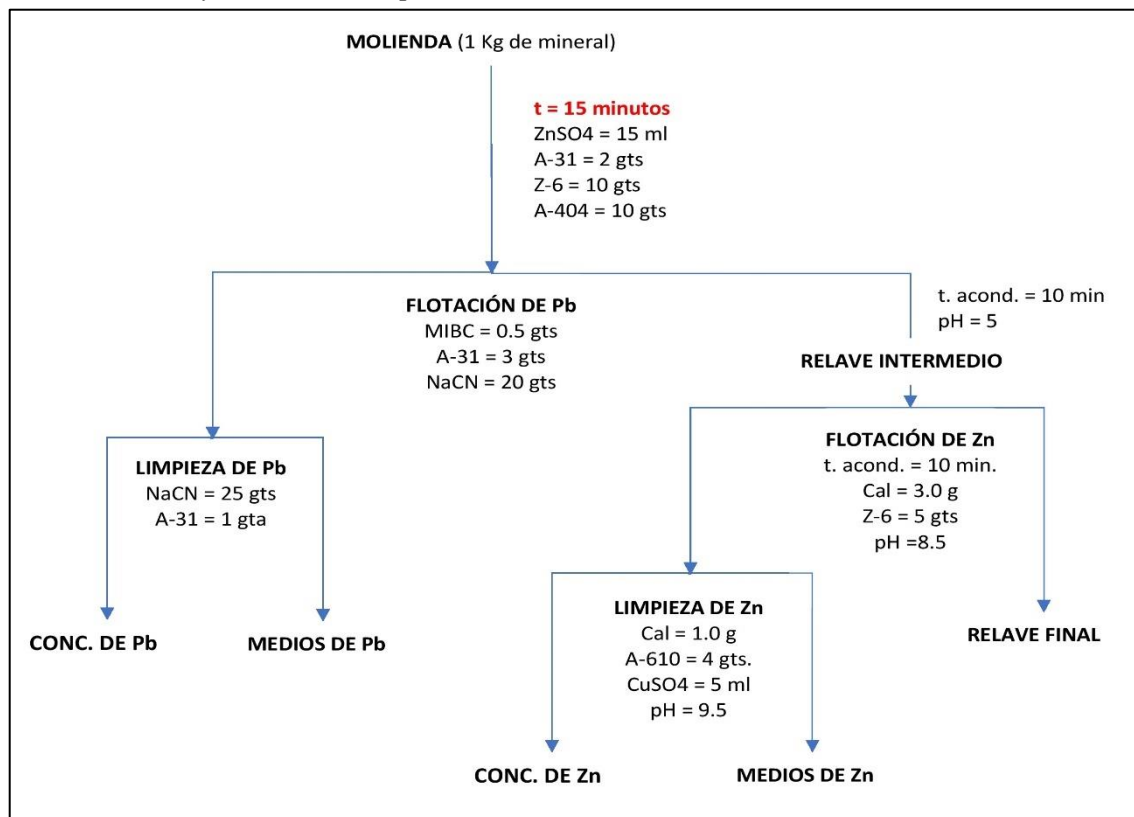 MOLIENDA (1 Kg de mineral)
t = 15 minutos
ZnSO4 = 15 ml
A-31 = 2 gts
Z-6 = 10 gts
A-404 = 10 gts
FLOTACIÓN DE Pb
MIBC = 0.5 gts
A-31 = 3 gts
NaCN = 20 gts
t. acond. = 10 min
pH = 5
RELAVE INTERMEDIO
LIMPIEZA DE Pb
NaCN = 25 gts
A-31 = 1 gta
FLOTACIÓN DE Zn
t. acond. = 10 min.
Cal = 3.0 g
Z-6 = 5 gts
pH =8.5
CONC. DE Pb
MEDIOS DE Pb
LIMPIEZA DE Zn
Cal = 1.0 g
A-610 = 4 gts.
CuSO4 = 5 ml
pH = 9.5
RELAVE FINAL
CONC. DE Zn
MEDIOS DE Zn